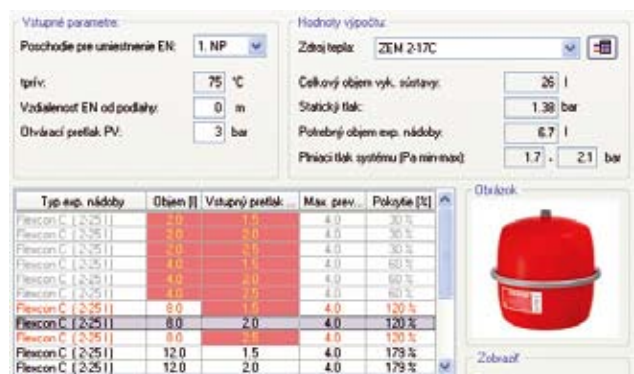 Vstupné parametre:
Poschodie pre umiestnenie EN: 1. NP
tprív: 75 °C
Vzdialenosť EN od podlahy: 0 m
Otvárací pretlak PV: 3 bar
Hodnoty výpočtu:
Zdroj tepla: ZEM 2-17C
Celkový objem vyk. sústavy: 26 l
Statický tlak: 1.38 bar
Potrebný objem exp. nádoby: 6.7 l
Plniaci tlak systému (Pa min-max): 1.7 - 2.1 bar
Typ exp. nádoby Objem [l] Vstupný pretlak ... Max. prev... Pokrytie [%]
Flexcon C ( 2-25 l ) 2.0 1.5 4.0 30 %
Flexcon C ( 2-25 l ) 2.0 2.0 4.0 30 %
Flexcon C ( 2-25 l ) 2.0 2.5 4.0 30 %
Flexcon C ( 2-25 l ) 4.0 1.5 4.0 60 %
Flexcon C ( 2-25 l ) 4.0 2.0 4.0 60 %
Flexcon C ( 2-25 l ) 4.0 2.5 4.0 60 %
Flexcon C ( 2-25 l ) 8.0 1.5 4.0 120 %
Flexcon C ( 2-25 l ) 8.0 2.0 4.0 120 %
Flexcon C ( 2-25 l ) 8.0 2.5 4.0 120 %
Flexcon C ( 2-25 l ) 12.0 1.5 4.0 179 %
Flexcon C ( 2-25 l ) 12.0 2.0 4.0 179 %
Obrázok
Zobraziť